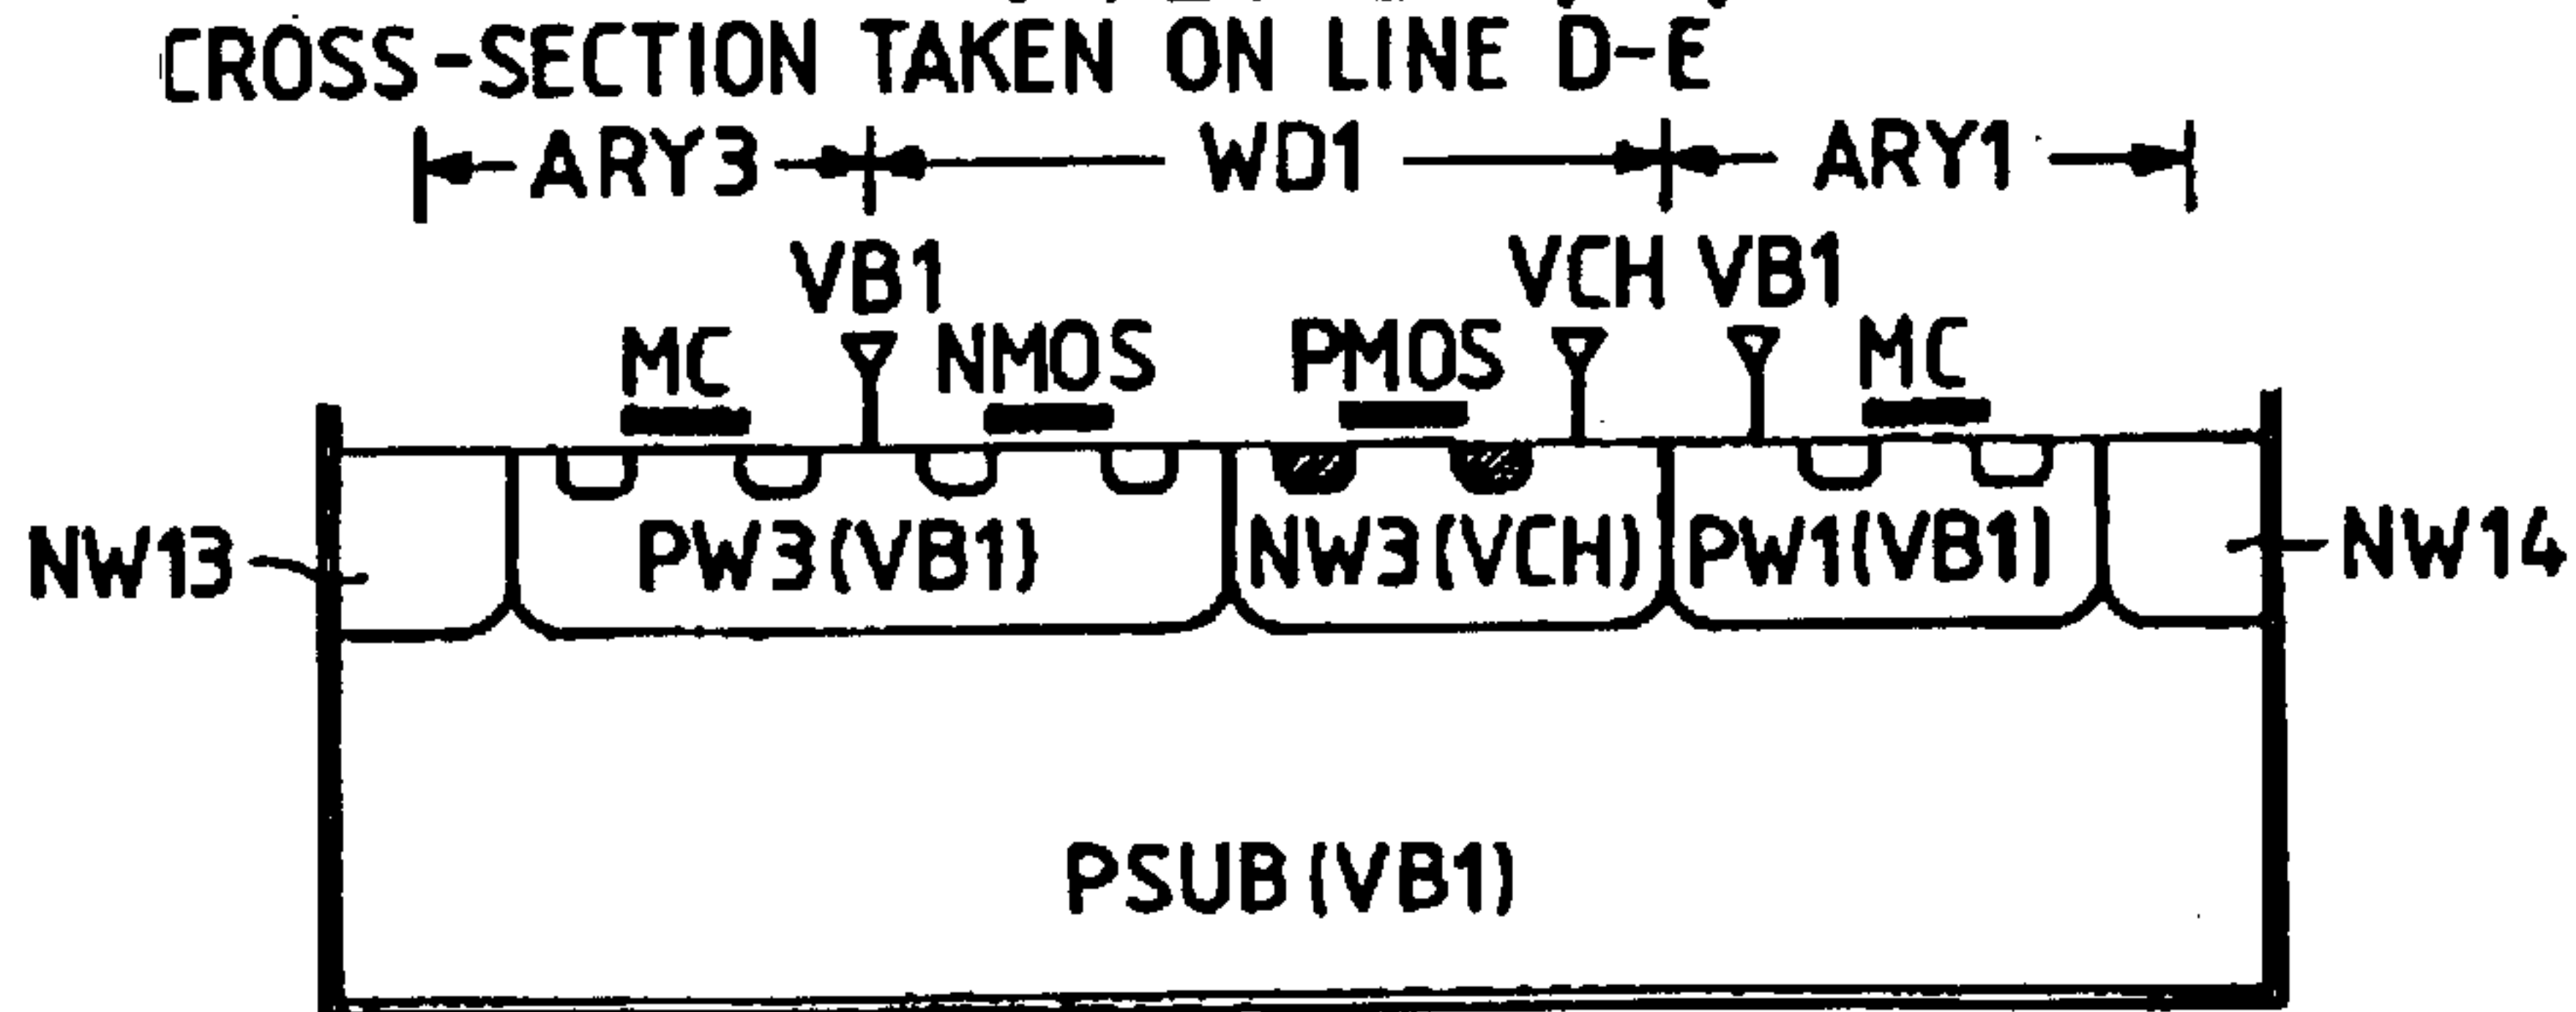 CROSS-SECTION TAKEN ON LINE D-E
ARY3 WD1 ARY1
VB1 VCH VB1
MC NMOS PMOS MC
NW13 PW3(VB1) NW3(VCH) PW1(VB1) NW14
PSUB(VB1)